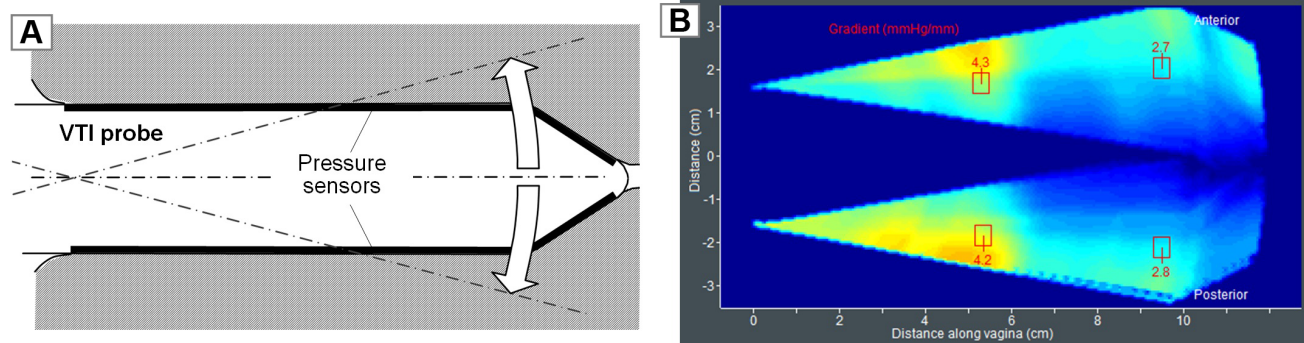 A
VTI probe
Pressure
sensors
B
Gradient (mmHg/mm)
Anterior
4.3
2.7
4.2
2.8
Posterior
Distance (cm)
3
2
1
0
-1
-2
-3
0
2
4
6
8
10
Distance along vagina (cm)